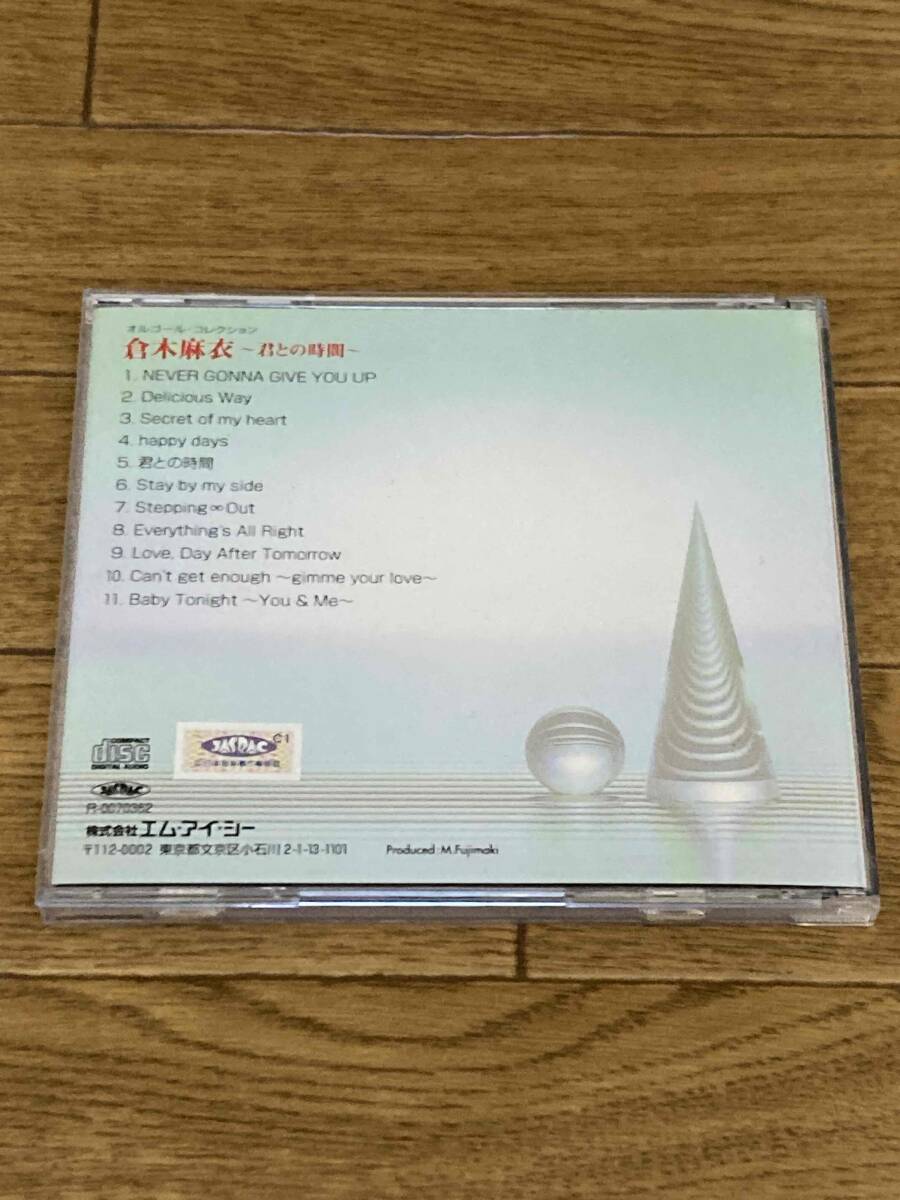 オルゴール・コレクション
倉木麻衣 ～君との時間～
1. NEVER GONNA GIVE YOU UP
2. Delicious Way
3. Secret of my heart
4. happy days
5. 君との時間
6. Stay by my side
7. Stepping∞Out
8. Everything's All Right
9. Love, Day After Tomorrow
10. Can't get enough ～gimme your love～
11. Baby Tonight ～You & Me～
COMPACT
disc
DIGITAL AUDIO
JASRAC
C1
JASRAC
R-0070362
株式会社エム・アイ・シー
〒112-0002 東京都文京区小石川2-1-13-1101
Produced:M.Fujimaki